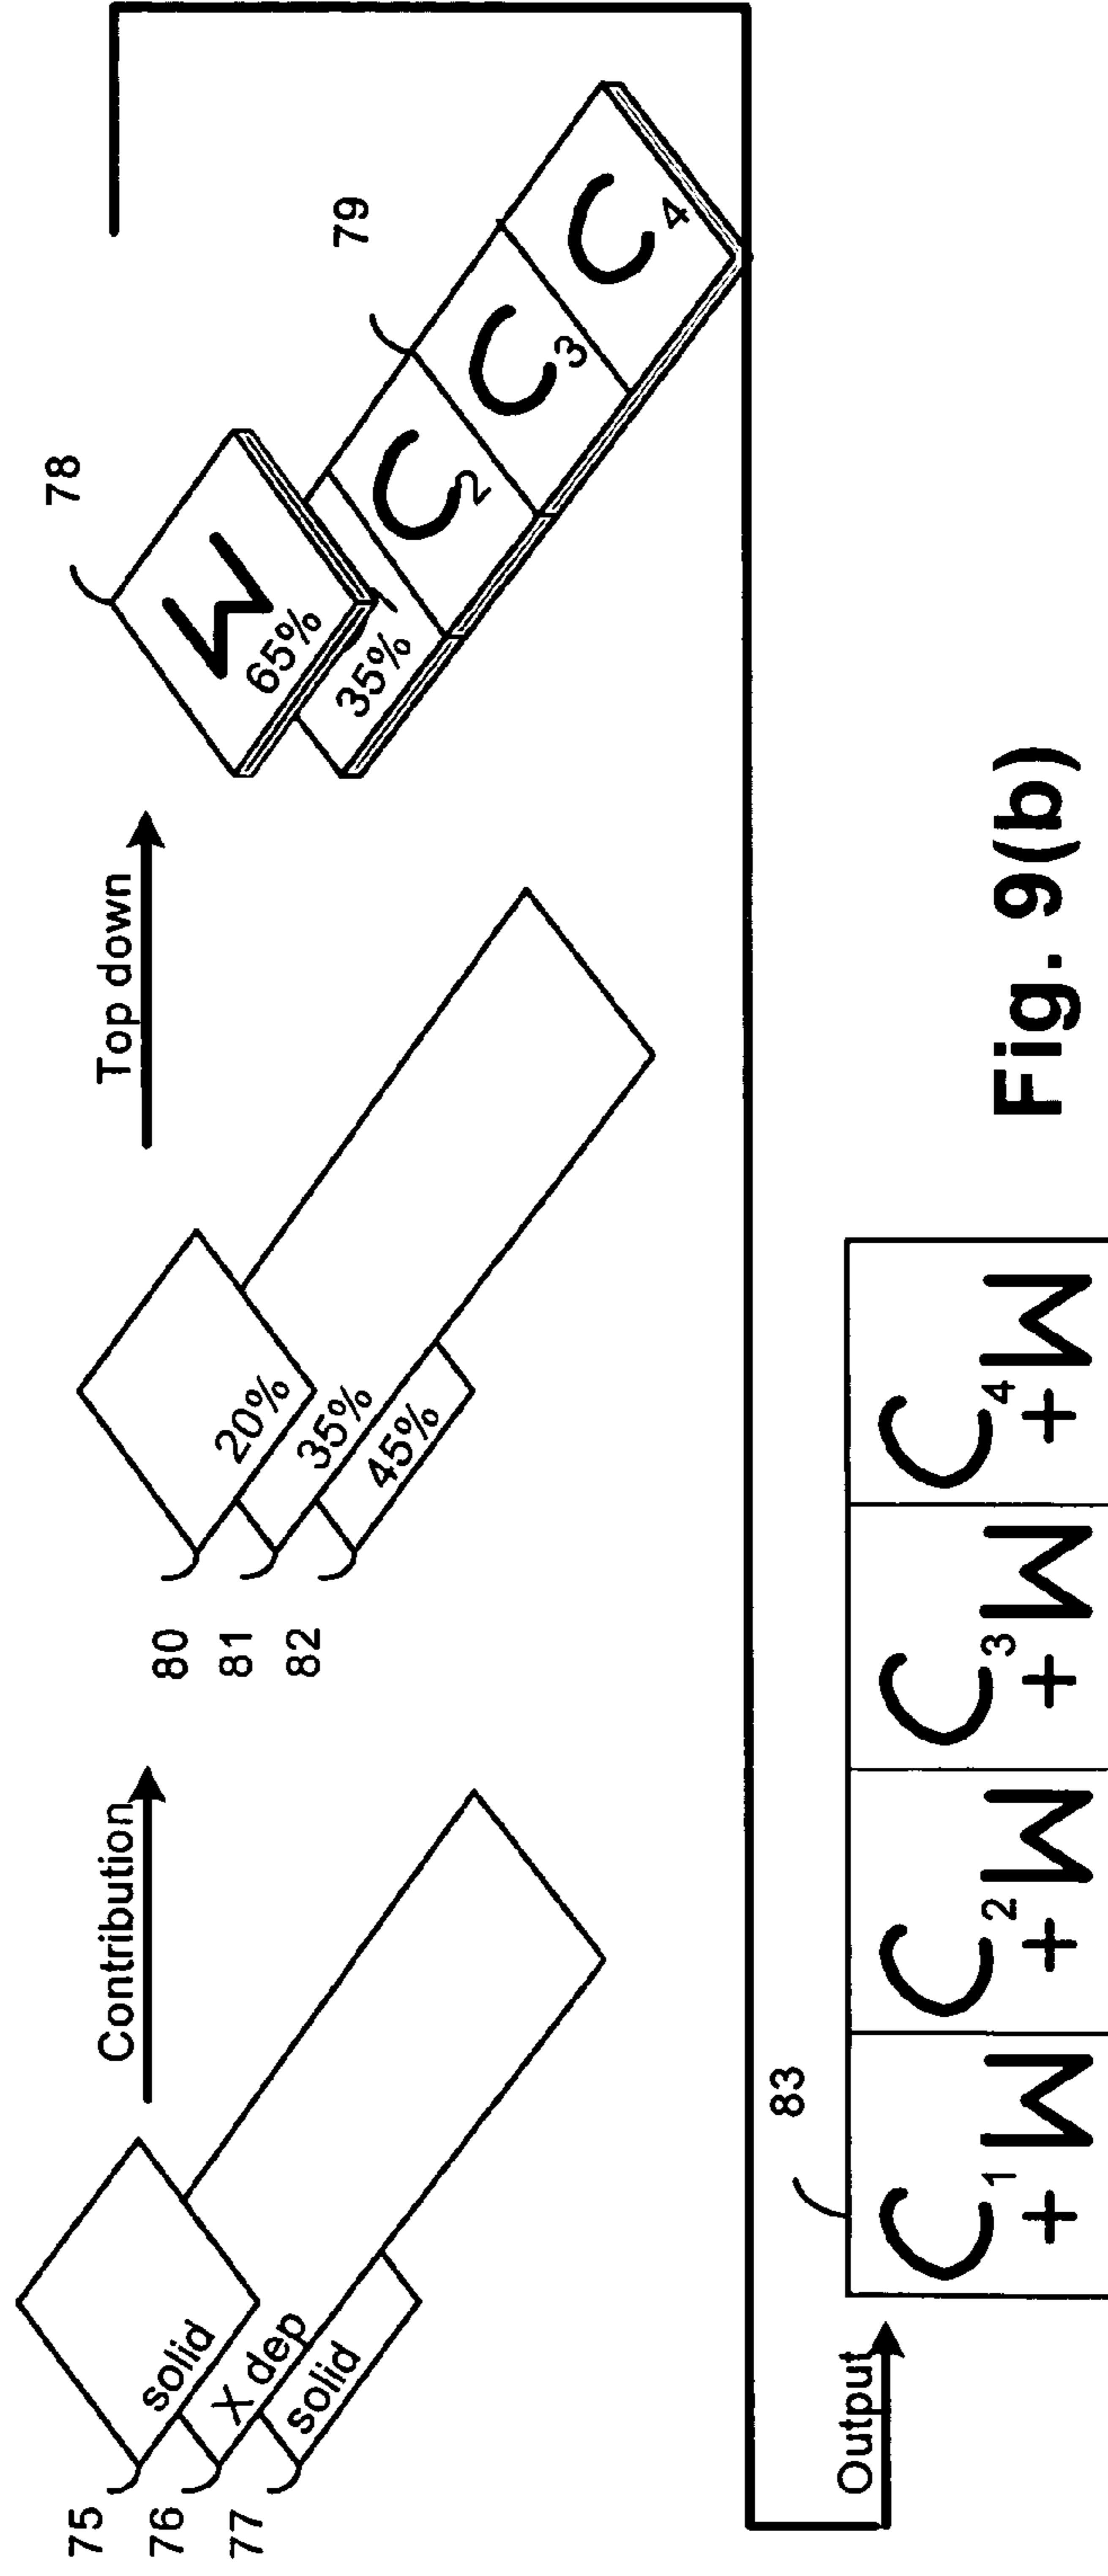 75
76
77
solid
X dep
solid
Contribution
80
81
82
20%
35%
45%
Top down
78
W
65%
79
35%
1
C2
C3
C4
Output
83
C1 C2 C3 C4
+W +W +W +W
Fig. 9(b)